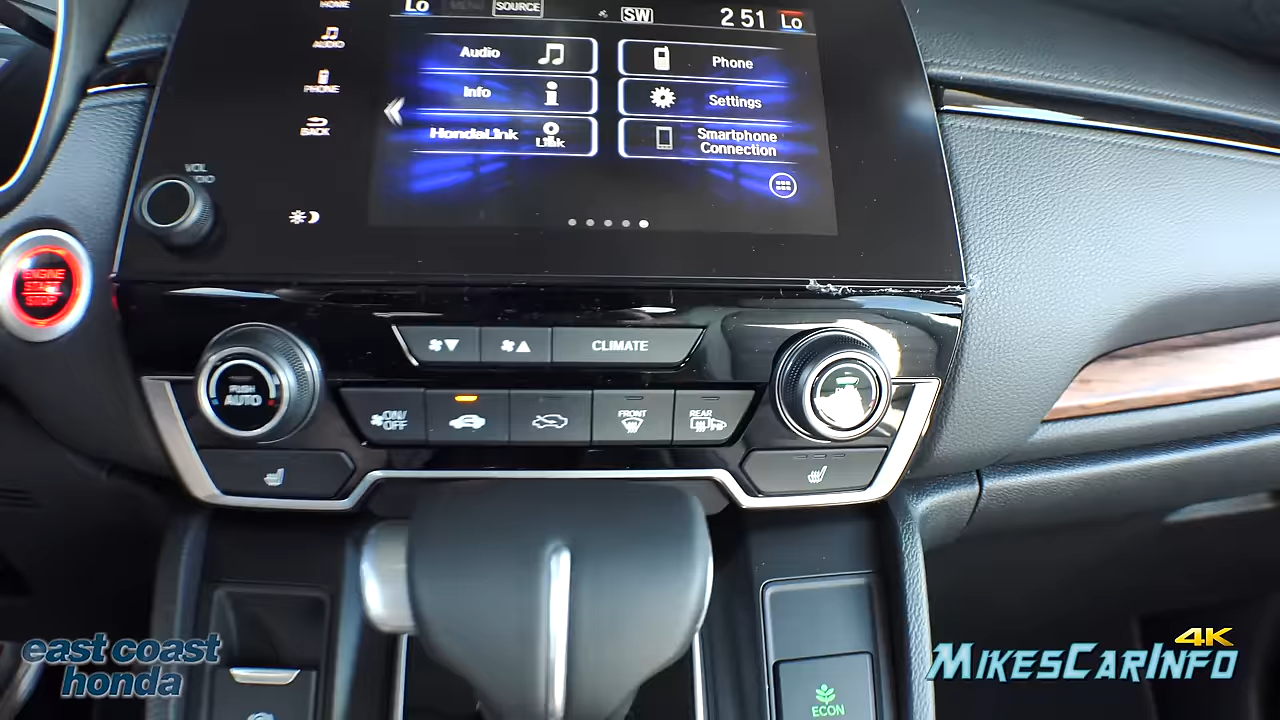 HOME
AUDIO
PHONE
BACK
VOL
Lo MENU SOURCE SW 2 51 Lo
Audio
Phone
Info
Settings
HondaLink
Link
Smartphone
Connection
ENGINE
START
STOP
CLIMATE
PUSH
AUTO
ON/
OFF
FRONT
REAR
ECON
east coast
honda
4K
MIKESCARINFO